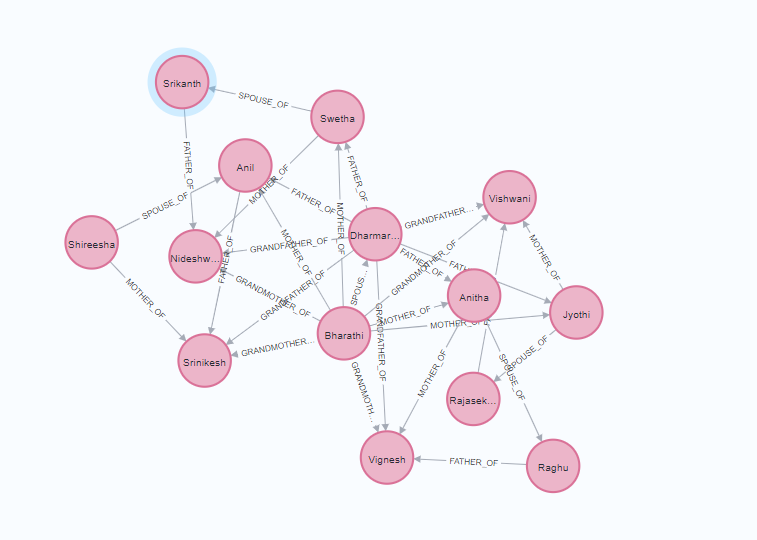 Srikanth
SPOUSE_OF
Swetha
FATHER_OF
Anil
MOTHER_OF
FATHER_OF
SPOUSE_OF
FATHER_OF
Vishwani
GRANDFATHER...
Shireesha
Dharmar...
MOTHER_OF
GRANDFATHER_OF
Nideshw...
FATHER_OF
MOTHER_OF
GRANDMOTHER_OF
FATHER_OF
MOTHER_OF
GRANDMOTHER_OF
GRANDFATHER_OF
SPOUS...
Anitha
MOTHER_OF
Jyothi
MOTHER_OF
MOTHER_OF
Bharathi
GRANDFATHER_OF
GRANDMOTHER...
Srinikesh
SPOUSE_OF
SPOUSE_OF
MOTHER_OF
GRANDMOTH...
Rajasek...
Vignesh
FATHER_OF
Raghu